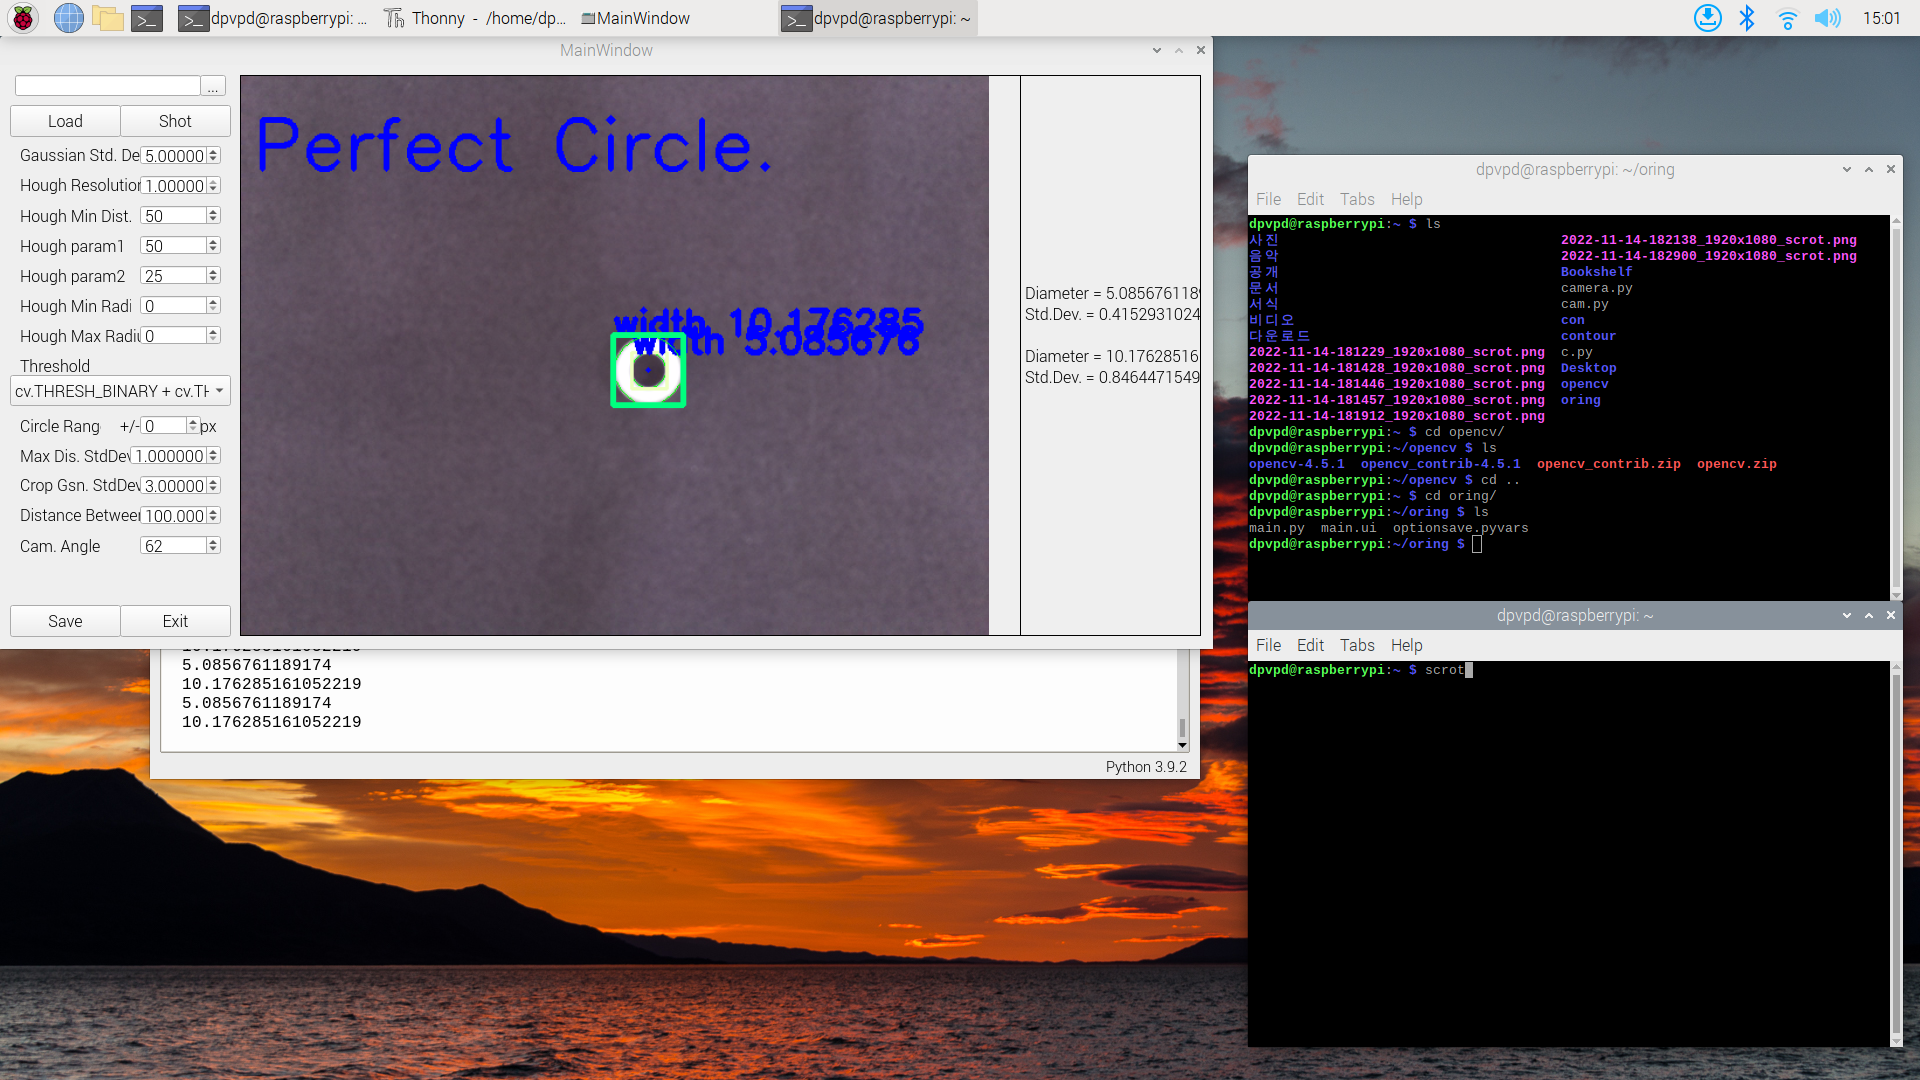 dpvpd@raspberrypi: ...
Thonny - /home/dp...
MainWindow
dpvpd@raspberrypi: ~
15:01
MainWindow
...
Load
Shot
Gaussian Std. De
5.00000
Hough Resolution
1.00000
Hough Min Dist.
50
Hough param1
50
Hough param2
25
Hough Min Radi
0
Hough Max Radiu
0
Threshold
cv.THRESH_BINARY + cv.TH
Circle Rang
+/-
0
px
Max Dis. StdDev
1.000000
Crop Gsn. StdDev
3.00000
Distance Between
100.000
Cam. Angle
62
Save
Exit
Perfect Circle.
width 10.176285
width 5.085676
Diameter = 5.0856761189
Std.Dev. = 0.4152931024
Diameter = 10.17628516
Std.Dev. = 0.8464471549
5.0856761189174
10.176285161052219
5.0856761189174
10.176285161052219
Python 3.9.2
dpvpd@raspberrypi: ~/oring
File Edit Tabs Help
dpvpd@raspberrypi:~ $ ls
사진 2022-11-14-182138_1920x1080_scrot.png
음악 2022-11-14-182900_1920x1080_scrot.png
공개 Bookshelf
문서 camera.py
서식 cam.py
비디오 con
다운로드 contour
2022-11-14-181229_1920x1080_scrot.png c.py
2022-11-14-181428_1920x1080_scrot.png Desktop
2022-11-14-181446_1920x1080_scrot.png opencv
2022-11-14-181457_1920x1080_scrot.png oring
2022-11-14-181912_1920x1080_scrot.png
dpvpd@raspberrypi:~ $ cd opencv/
dpvpd@raspberrypi:~/opencv $ ls
opencv-4.5.1 opencv_contrib-4.5.1 opencv_contrib.zip opencv.zip
dpvpd@raspberrypi:~/opencv $ cd ..
dpvpd@raspberrypi:~ $ cd oring/
dpvpd@raspberrypi:~/oring $ ls
main.py main.ui optionsave.pyvars
dpvpd@raspberrypi:~/oring $
dpvpd@raspberrypi: ~
File Edit Tabs Help
dpvpd@raspberrypi:~ $ scrot